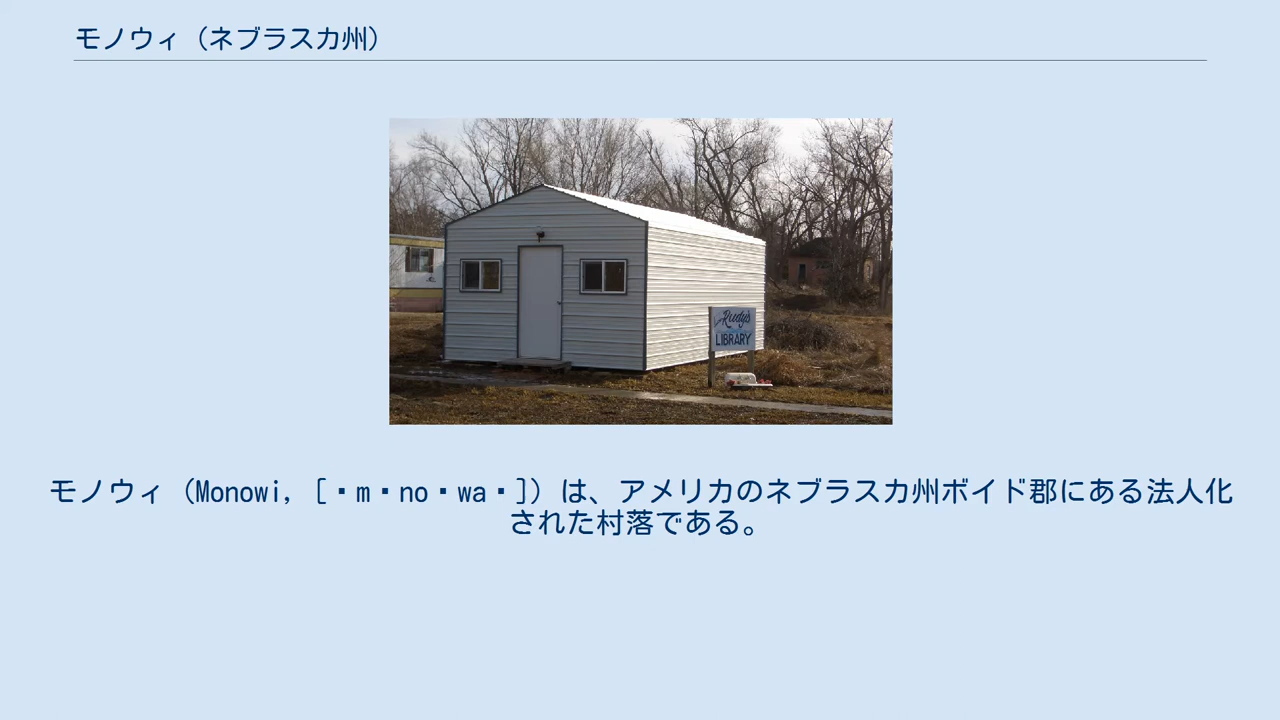 モノウィ（ネブラスカ州）
Rudy's
LIBRARY
モノウィ（Monowi, [・m・no・wa・]）は、アメリカのネブラスカ州ボイド郡にある法人化
された村落である。